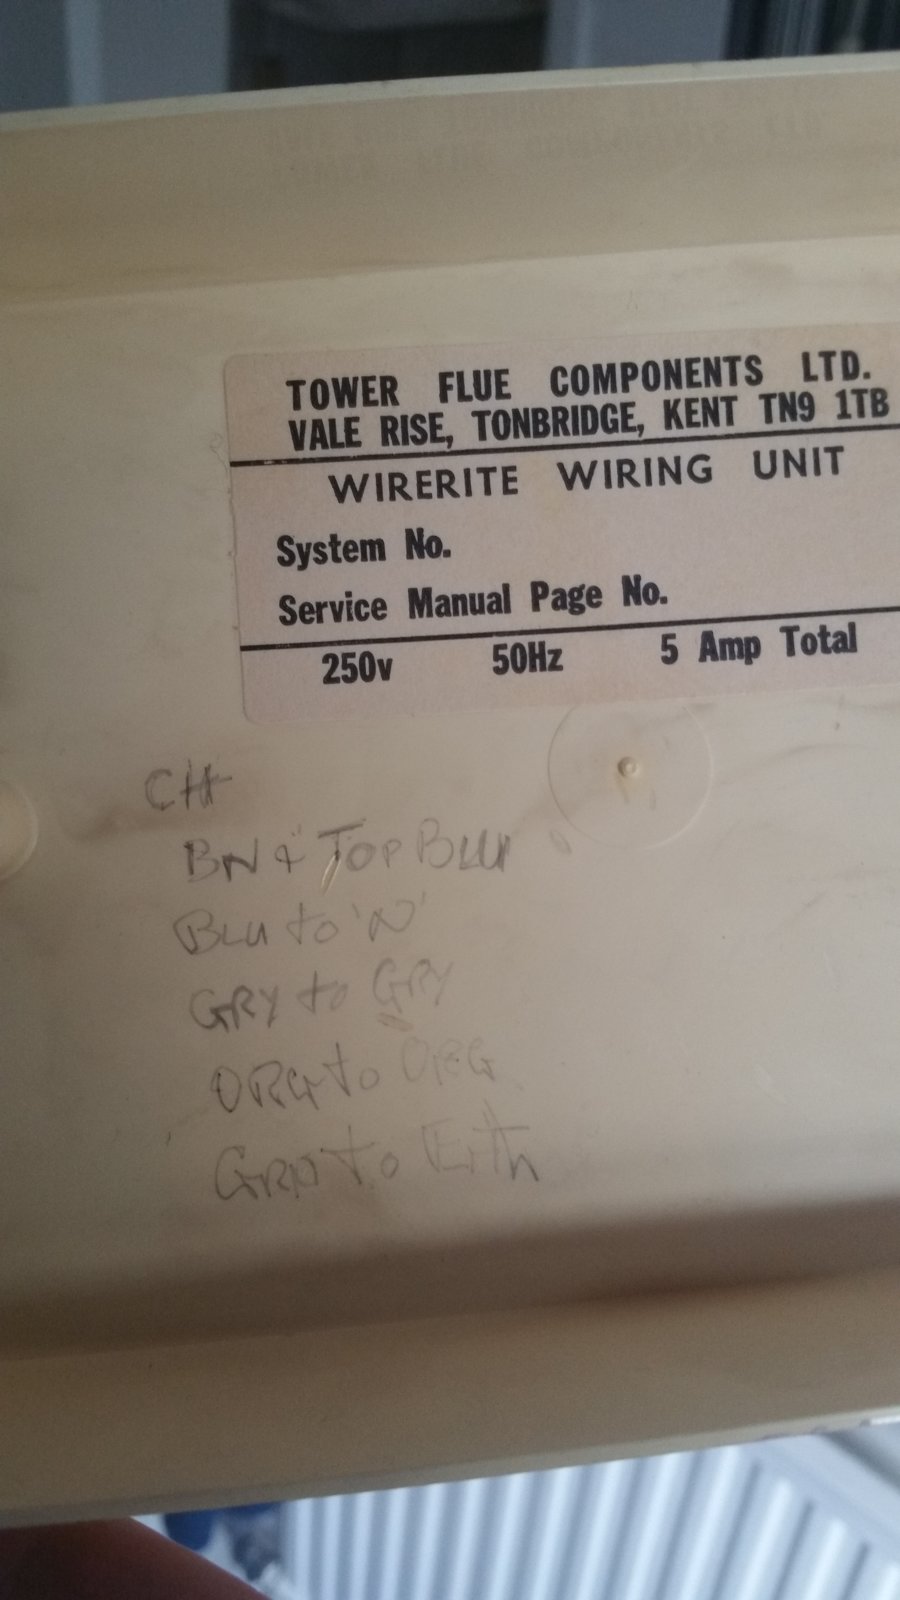 TOWER FLUE COMPONENTS LTD.
VALE RISE, TONBRIDGE, KENT TN9 1TB
WIRERITE WIRING UNIT
System No.
Service Manual Page No.
250v 50Hz 5 Amp Total
CH
BN & TOP BLU
BLU to 'N'
GRY to GRY
ORG to ORG
GRN to